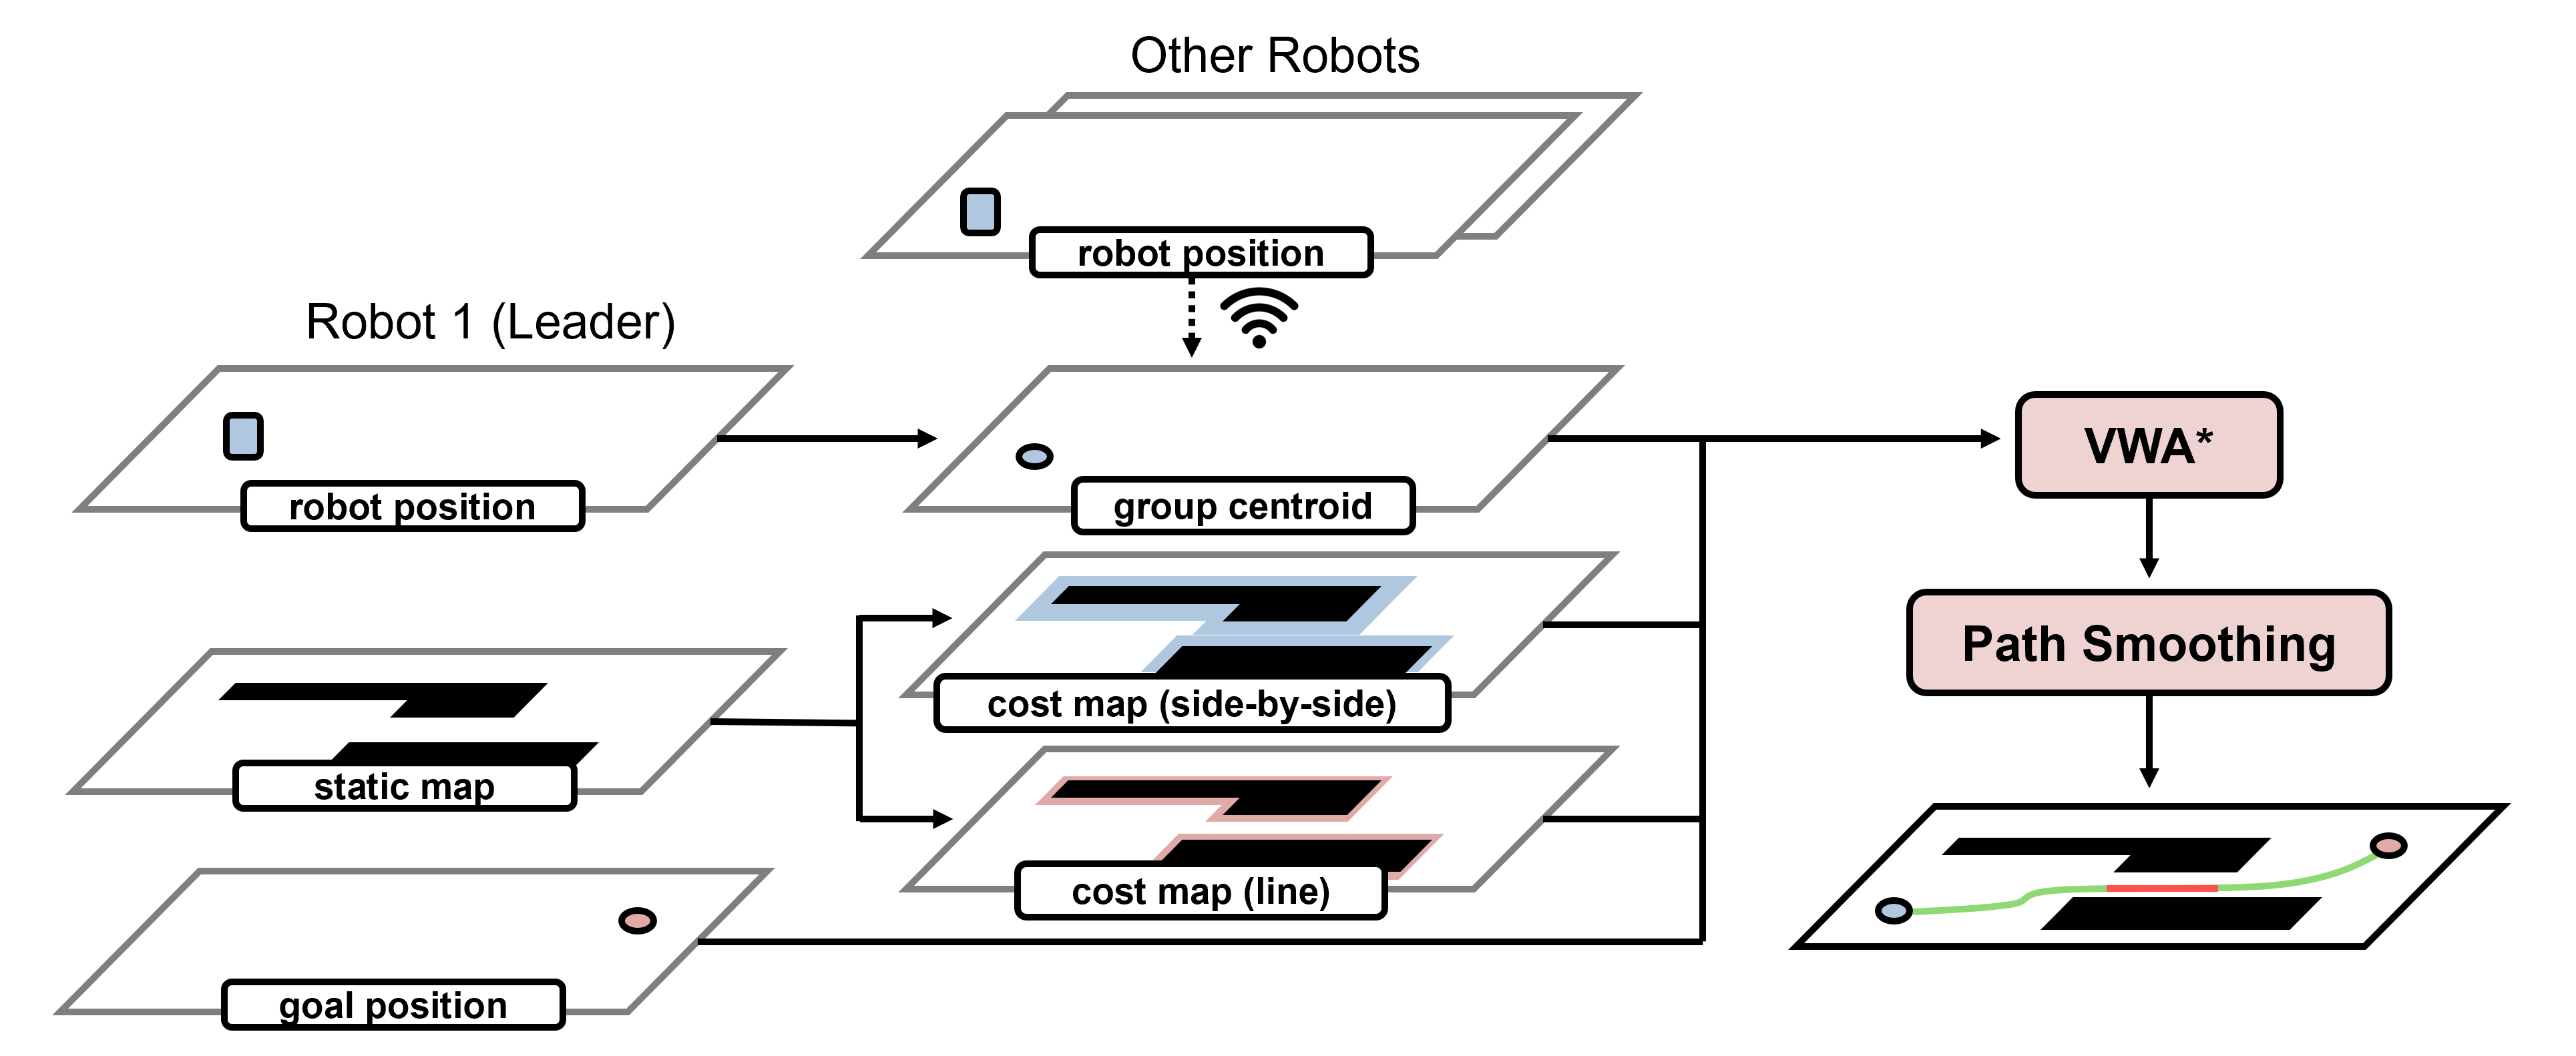 Other Robots
robot position
Robot 1 (Leader)
robot position
group centroid
VWA*
static map
cost map (side-by-side)
Path Smoothing
cost map (line)
goal position